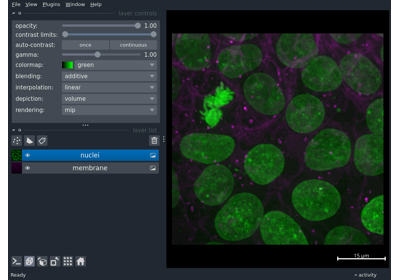 File View Plugins Window Help
layer controls
opacity: 1.00
contrast limits:
auto-contrast: once continuous
gamma: 1.00
colormap: green
blending: additive
interpolation: linear
depiction: volume
rendering: mip
layer list
nuclei
membrane
15 µm
Ready activity